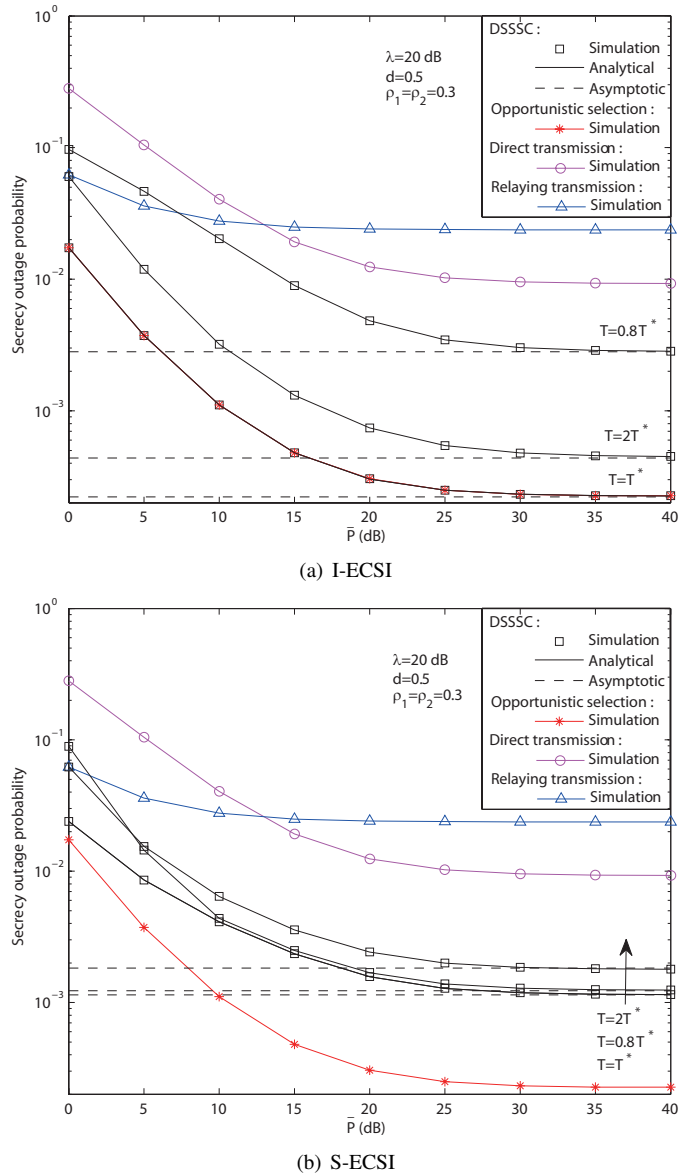 10^0
10^-1
10^-2
10^-3
Secrecy outage probability
λ=20 dB
d=0.5
ρ1=ρ2=0.3
DSSSC :
Simulation
Analytical
Asymptotic
Opportunistic selection :
Simulation
Direct transmission :
Simulation
Relaying transmission :
Simulation
T=0.8T*
T=2T*
T=T*
0 5 10 15 20 25 30 35 40
P̄ (dB)
(a) I-ECSI
10^0
10^-1
10^-2
10^-3
Secrecy outage probability
λ=20 dB
d=0.5
ρ1=ρ2=0.3
DSSSC :
Simulation
Analytical
Asymptotic
Opportunistic selection :
Simulation
Direct transmission :
Simulation
Relaying transmission :
Simulation
T=2T*
T=0.8T*
T=T*
0 5 10 15 20 25 30 35 40
P̄ (dB)
(b) S-ECSI